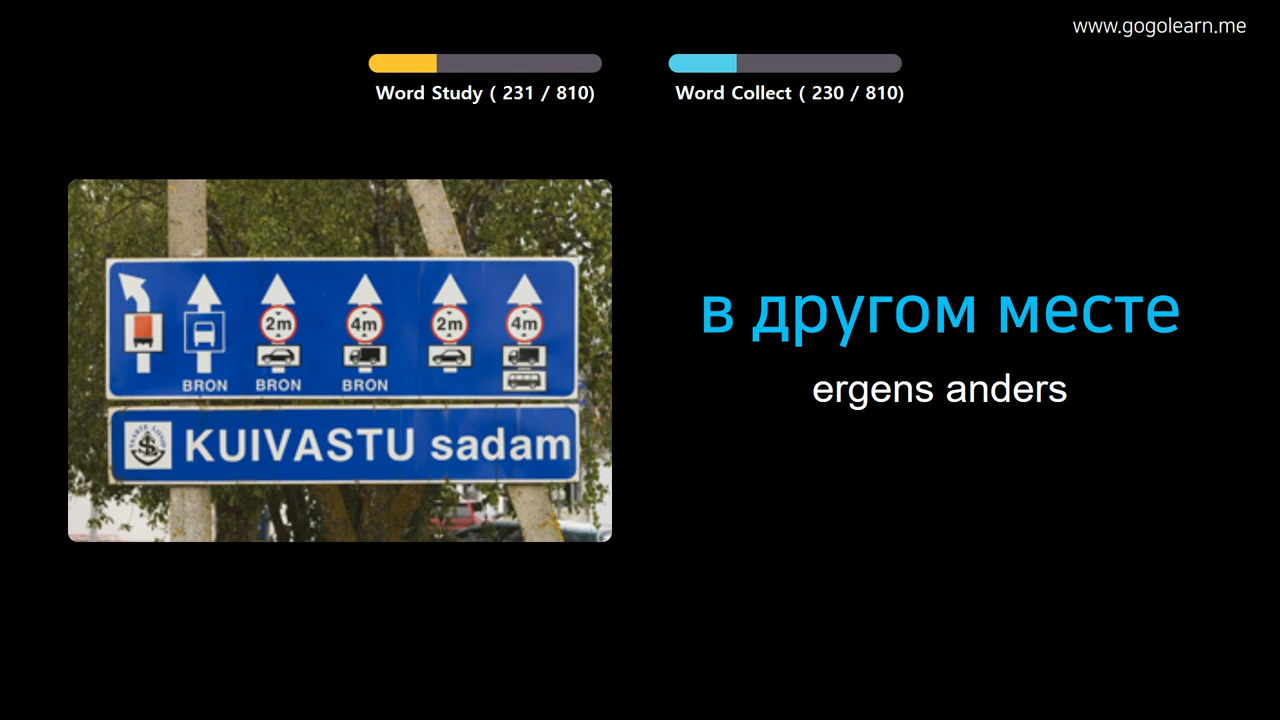 www.gogolearn.me
Word Study ( 231 / 810)
Word Collect ( 230 / 810)
2m
4m
2m
4m
BRON
BRON
BRON
KUIVASTU sadam
в другом месте
ergens anders